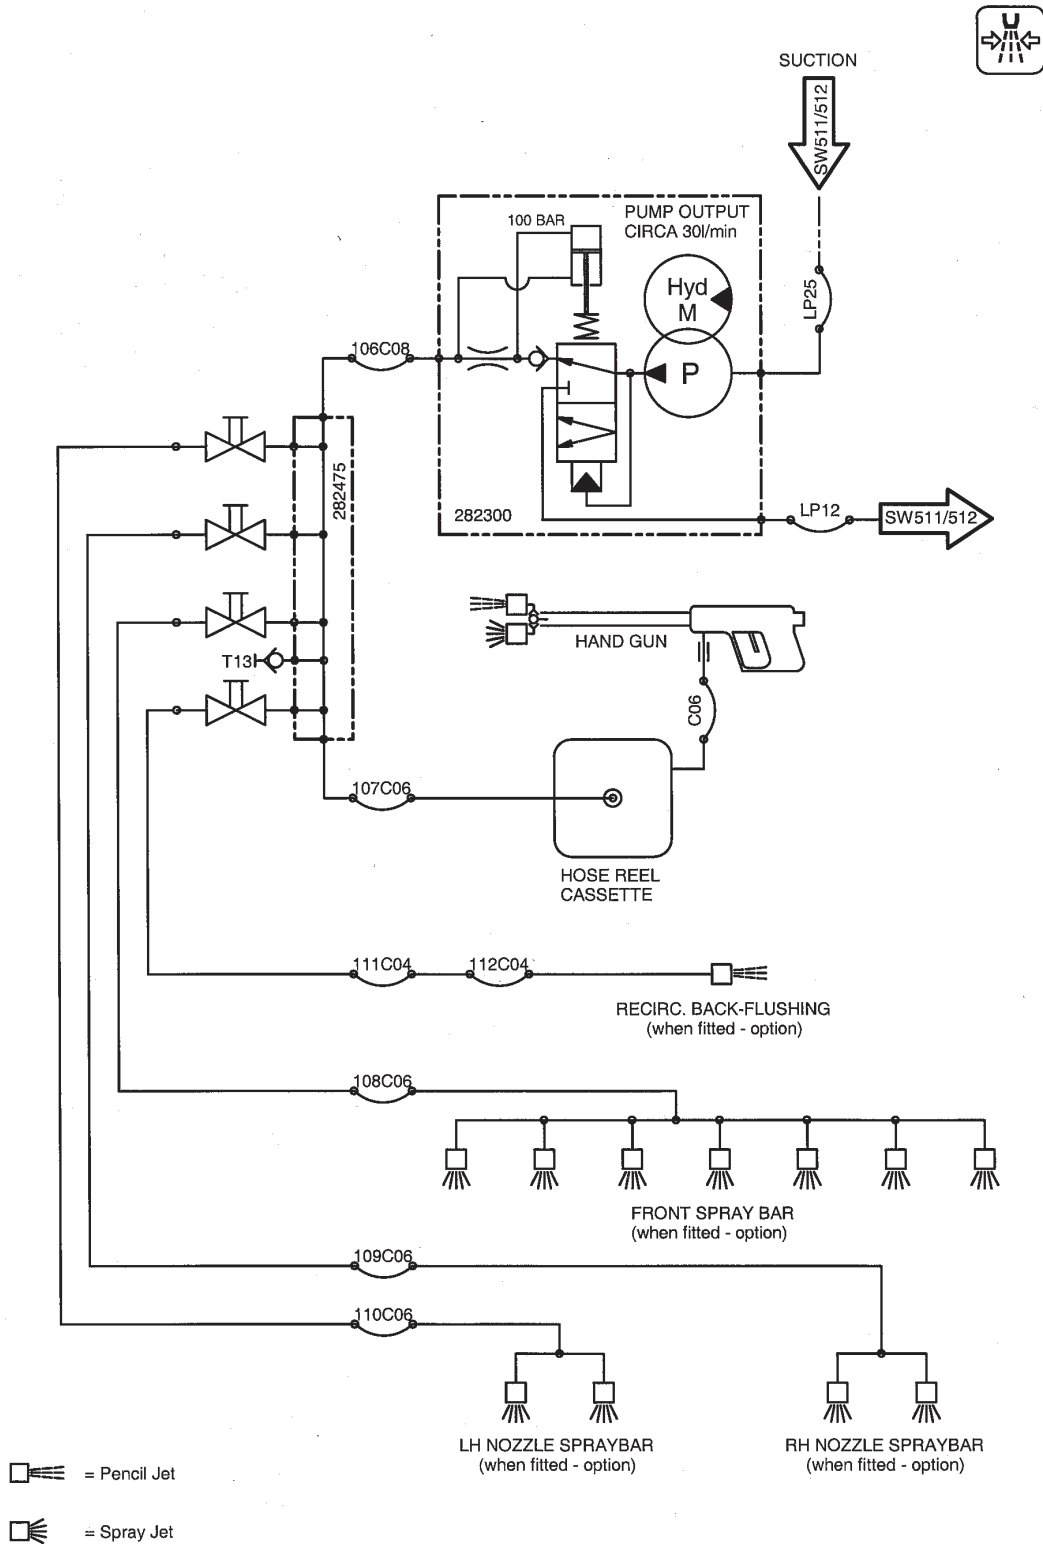 SUCTION
SW511/512
100 BAR
PUMP OUTPUT
CIRCA 30l/min
Hyd
M
LP25
106C08
P
282475
282300
LP12
SW511/512
HAND GUN
T13
C06
107C06
HOSE REEL
CASSETTE
111C04
112C04
RECIRC. BACK-FLUSHING
(when fitted - option)
108C06
FRONT SPRAY BAR
(when fitted - option)
109C06
110C06
LH NOZZLE SPRAYBAR
(when fitted - option)
RH NOZZLE SPRAYBAR
(when fitted - option)
= Pencil Jet
= Spray Jet